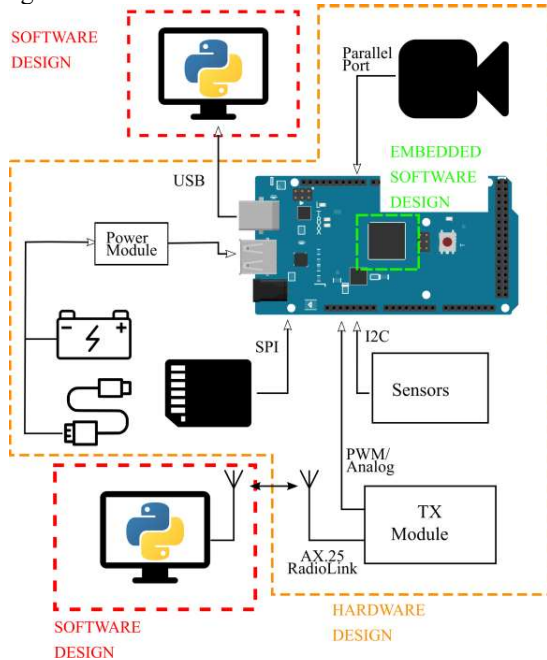 SOFTWARE
DESIGN
Parallel
Port
EMBEDDED
SOFTWARE
DESIGN
USB
Power
Module
SPI
I2C
Sensors
PWM/
Analog
TX
Module
AX.25
RadioLink
SOFTWARE
DESIGN
HARDWARE
DESIGN